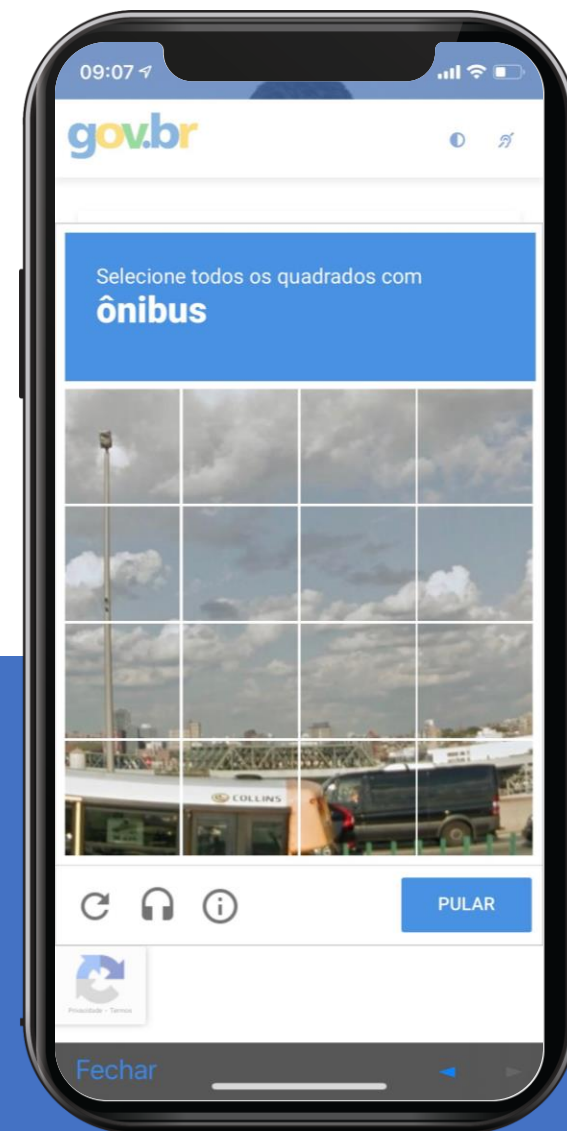 09:07
gov.br
Selecione todos os quadrados com
ônibus
COLLINS
PULAR
Privacidade - Termos
Fechar